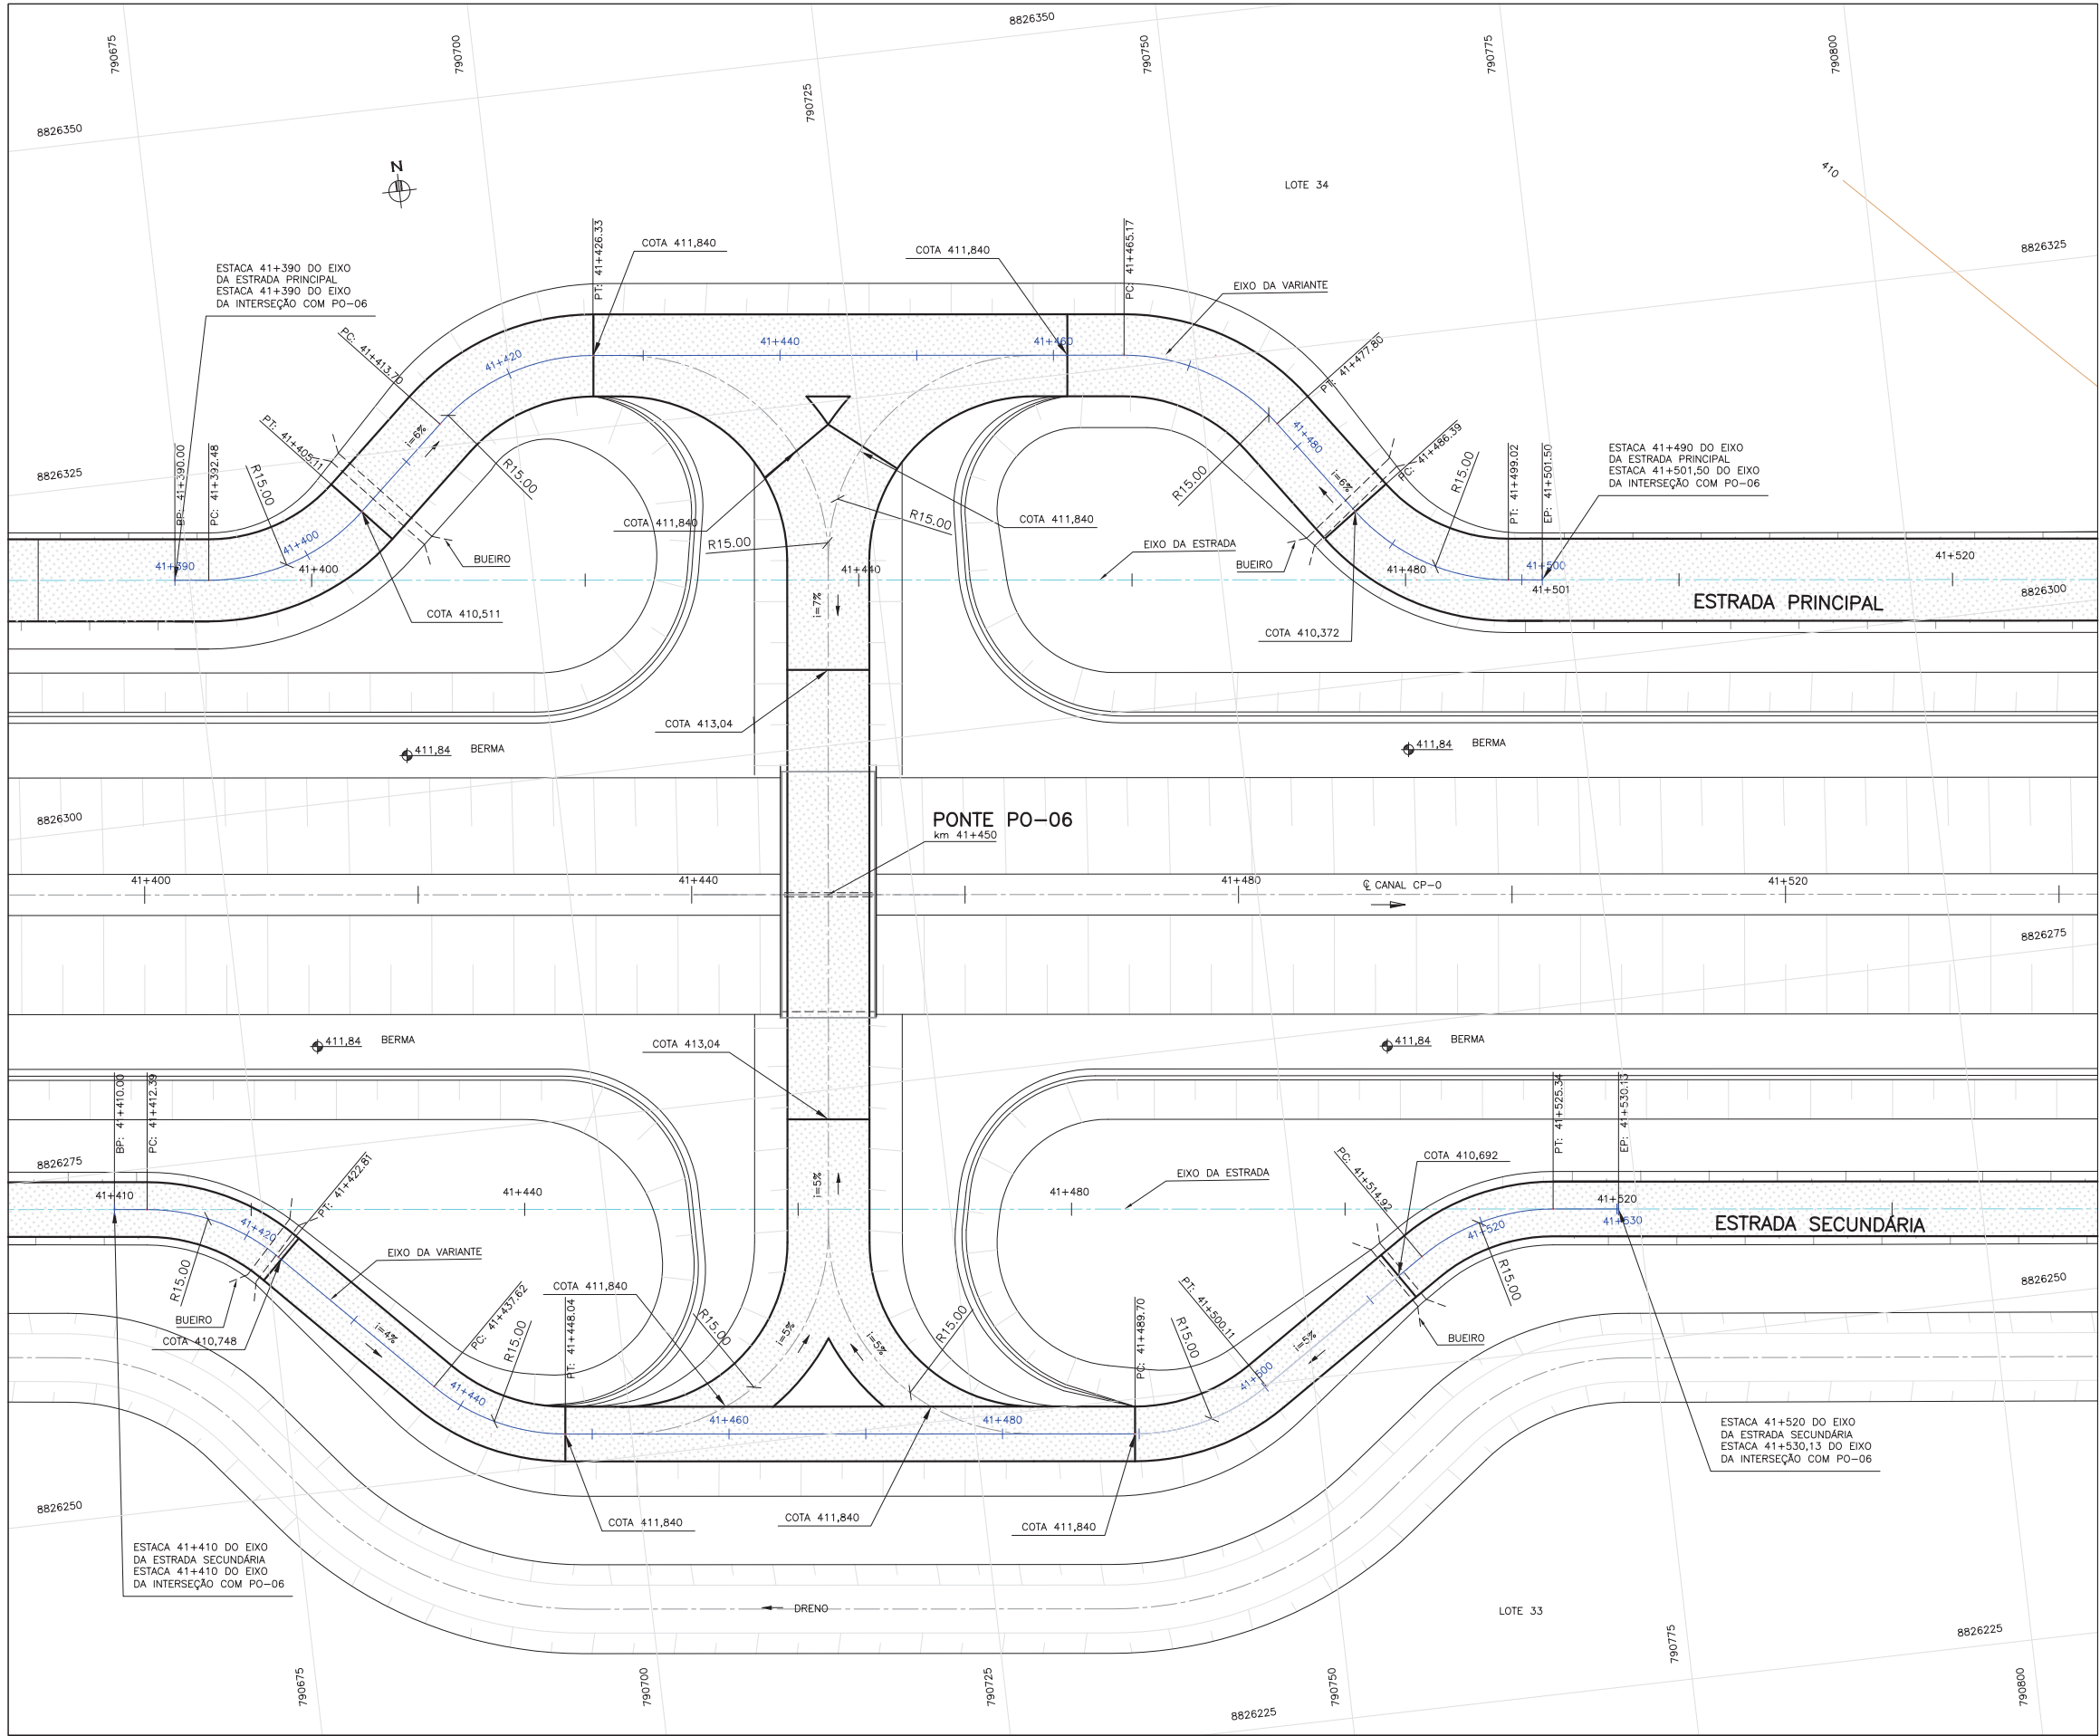 8826350
790675
790700
790725
790750
790775
790800
8826350
N
LOTE 34
410
8826325
ESTACA 41+390 DO EIXO
DA ESTRADA PRINCIPAL
ESTACA 41+390 DO EIXO
DA INTERSEÇÃO COM PO-06
PT: 41+426.33
COTA 411,840
COTA 411,840
PC: 41+465.17
EIXO DA VARIANTE
PC: 41+413.70
41+420
41+440
41+460
PT: 41+477.80
8826325
PT: 41+405.11
i=6%
BP: 41+390.00
PC: 41+392.48
R15.00
R15.00
R15.00
41+480
i=6%
PC: 41+486.39
R15.00
PT: 41+499.02
EP: 41+501.50
ESTACA 41+490 DO EIXO
DA ESTRADA PRINCIPAL
ESTACA 41+501,50 DO EIXO
DA INTERSEÇÃO COM PO-06
COTA 411,840
R15.00
R15.00
COTA 411,840
EIXO DA ESTRADA
BUEIRO
BUEIRO
41+390
41+400
41+400
41+440
41+480
41+500
41+501
41+520
ESTRADA PRINCIPAL
8826300
COTA 410,511
i=7%
COTA 410,372
COTA 413,04
411,84 BERMA
411,84 BERMA
8826300
PONTE PO-06
km 41+450
41+400
41+440
41+480
℄ CANAL CP-0
41+520
8826275
411,84 BERMA
COTA 413,04
411,84 BERMA
BP: 41+410.00
PC: 41+412.39
PT: 41+525.34
EP: 41+530.13
8826275
PT: 41+422.81
41+410
41+420
41+440
i=5%
EIXO DA ESTRADA
41+480
PC: 41+514.92
COTA 410,692
41+520
41+530
41+520
ESTRADA SECUNDÁRIA
8826250
R15.00
BUEIRO
COTA 410,748
EIXO DA VARIANTE
i=4%
PC: 41+437.62
R15.00
41+440
COTA 411,840
PT: 41+448.04
R15.00
i=5%
i=5%
R15.00
PC: 41+489.70
PT: 41+500.11
R15.00
41+500
i=5%
R15.00
BUEIRO
41+460
41+480
8826250
COTA 411,840
COTA 411,840
COTA 411,840
ESTACA 41+520 DO EIXO
DA ESTRADA SECUNDÁRIA
ESTACA 41+530,13 DO EIXO
DA INTERSEÇÃO COM PO-06
ESTACA 41+410 DO EIXO
DA ESTRADA SECUNDÁRIA
ESTACA 41+410 DO EIXO
DA INTERSEÇÃO COM PO-06
DRENO
LOTE 33
8826225
790675
790700
790725
790750
790775
790800
8826225